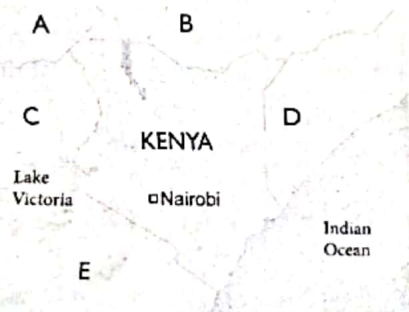 A
B
C
D
KENYA
Lake
Victoria
Nairobi
Indian
Ocean
E